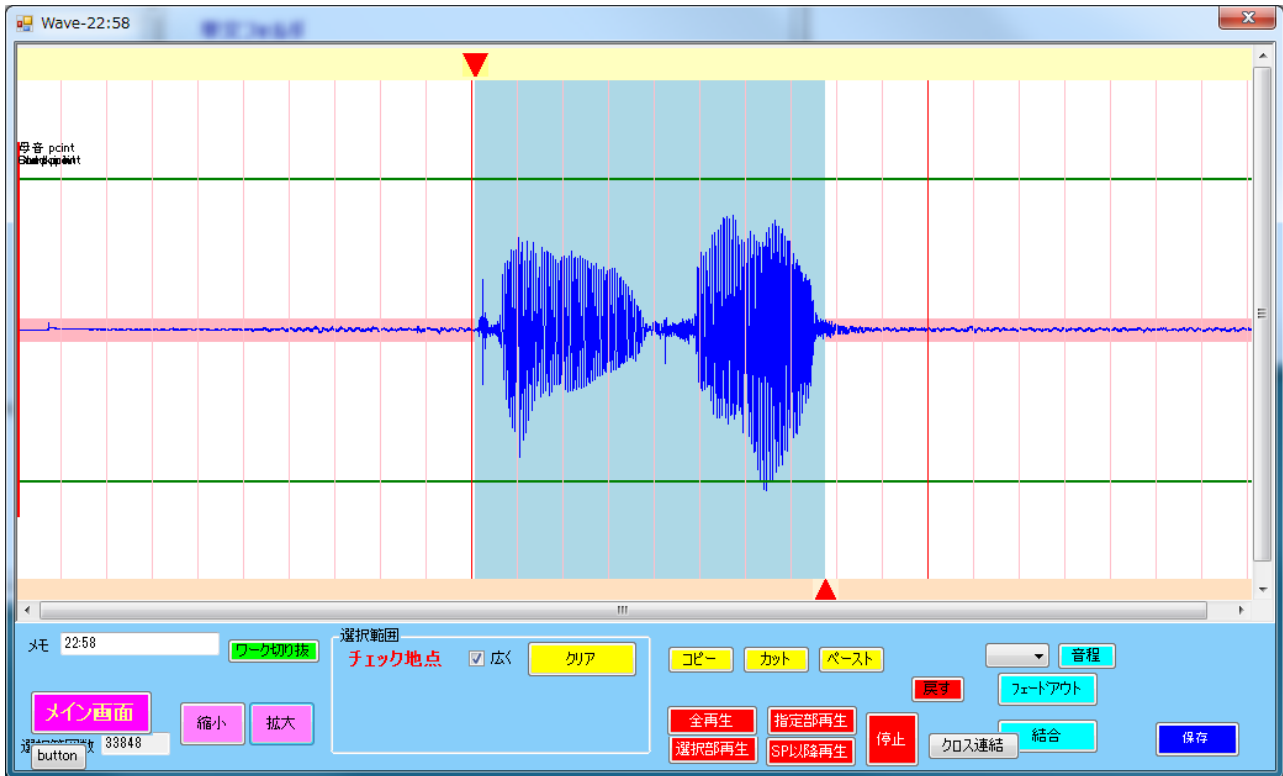 Wave-22:58
母音 point
メモ 22:58
ワーク切り抜
選択範囲
チェック地点
広く
クリア
コピー
カット
ペースト
音程
戻す
フェードアウト
メイン画面
縮小
拡大
全再生
指定部再生
停止
結合
選択部再生
SP以降再生
クロス連結
保存
33848
button